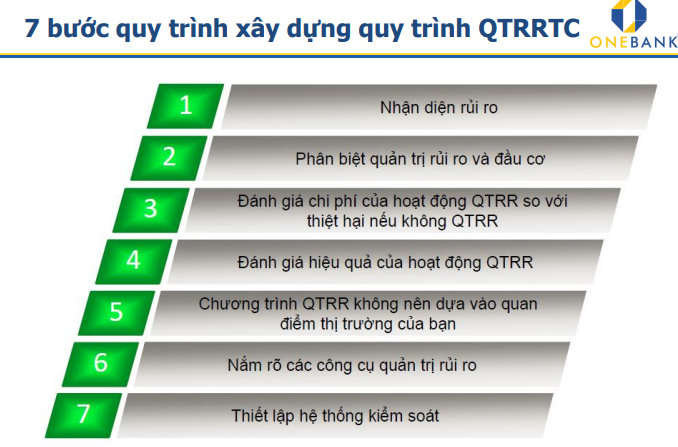 7 bước quy trình xây dựng quy trình QTRRTC
ONEBANK
1 Nhận diện rủi ro
2 Phân biệt quản trị rủi ro và đầu cơ
3 Đánh giá chi phí của hoạt động QTRR so với
thiệt hại nếu không QTRR
4 Đánh giá hiệu quả của hoạt động QTRR
5 Chương trình QTRR không nên dựa vào quan
điểm thị trường của bạn
6 Nắm rõ các công cụ quản trị rủi ro
7 Thiết lập hệ thống kiểm soát